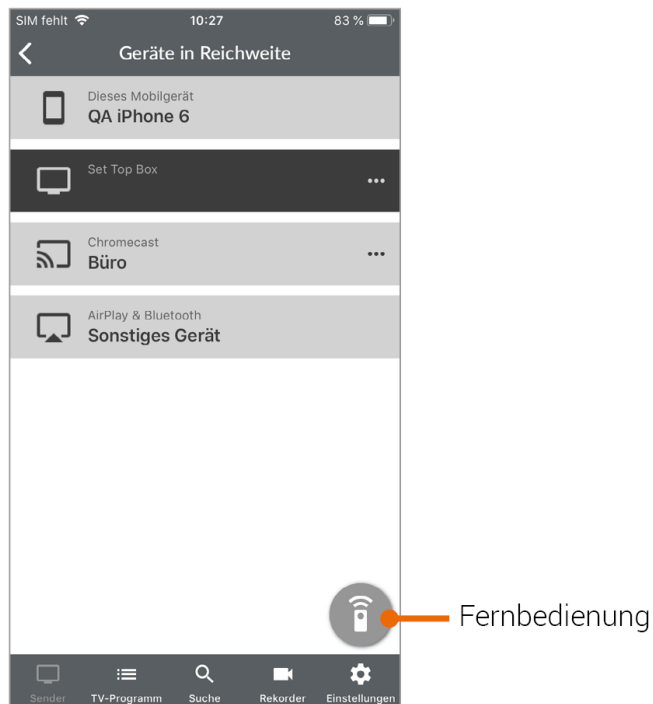 SIM fehlt 10:27 83 %
Geräte in Reichweite
Dieses Mobilgerät
QA iPhone 6
Set Top Box
Chromecast
Büro
AirPlay & Bluetooth
Sonstiges Gerät
Fernbedienung
Sender TV-Programm Suche Rekorder Einstellungen